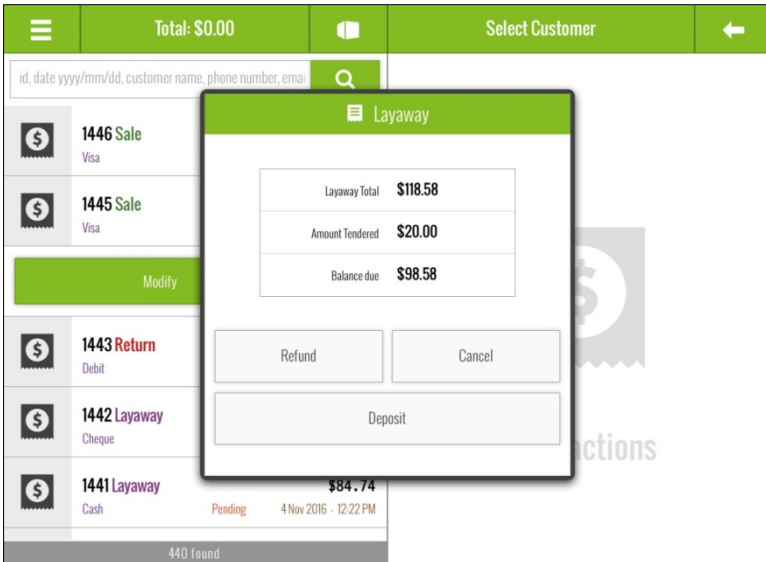 Total: $0.00
Select Customer
id, date yyyy/mm/dd, customer name, phone number, emai
Layaway
1446 Sale
Visa
Layaway Total $118.58
1445 Sale
Visa
Amount Tendered $20.00
Balance due $98.58
Modify
1443 Return
Debit
Refund
Cancel
1442 Layaway
Cheque
Deposit
actions
1441 Layaway
$84.74
Cash
Pending
4 Nov 2016 - 12:22 PM
440 found